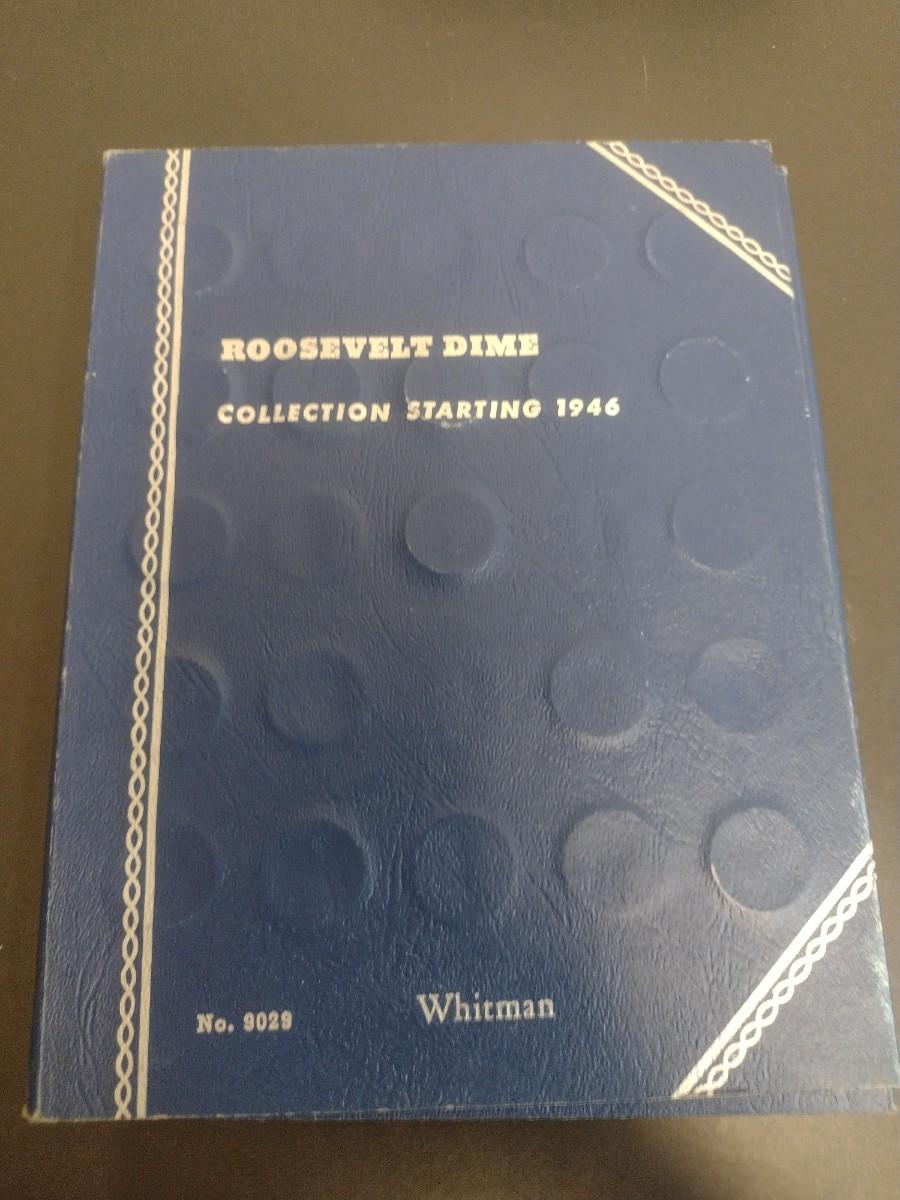 ROOSEVELT DIME
COLLECTION STARTING 1946
No. 9029
Whitman